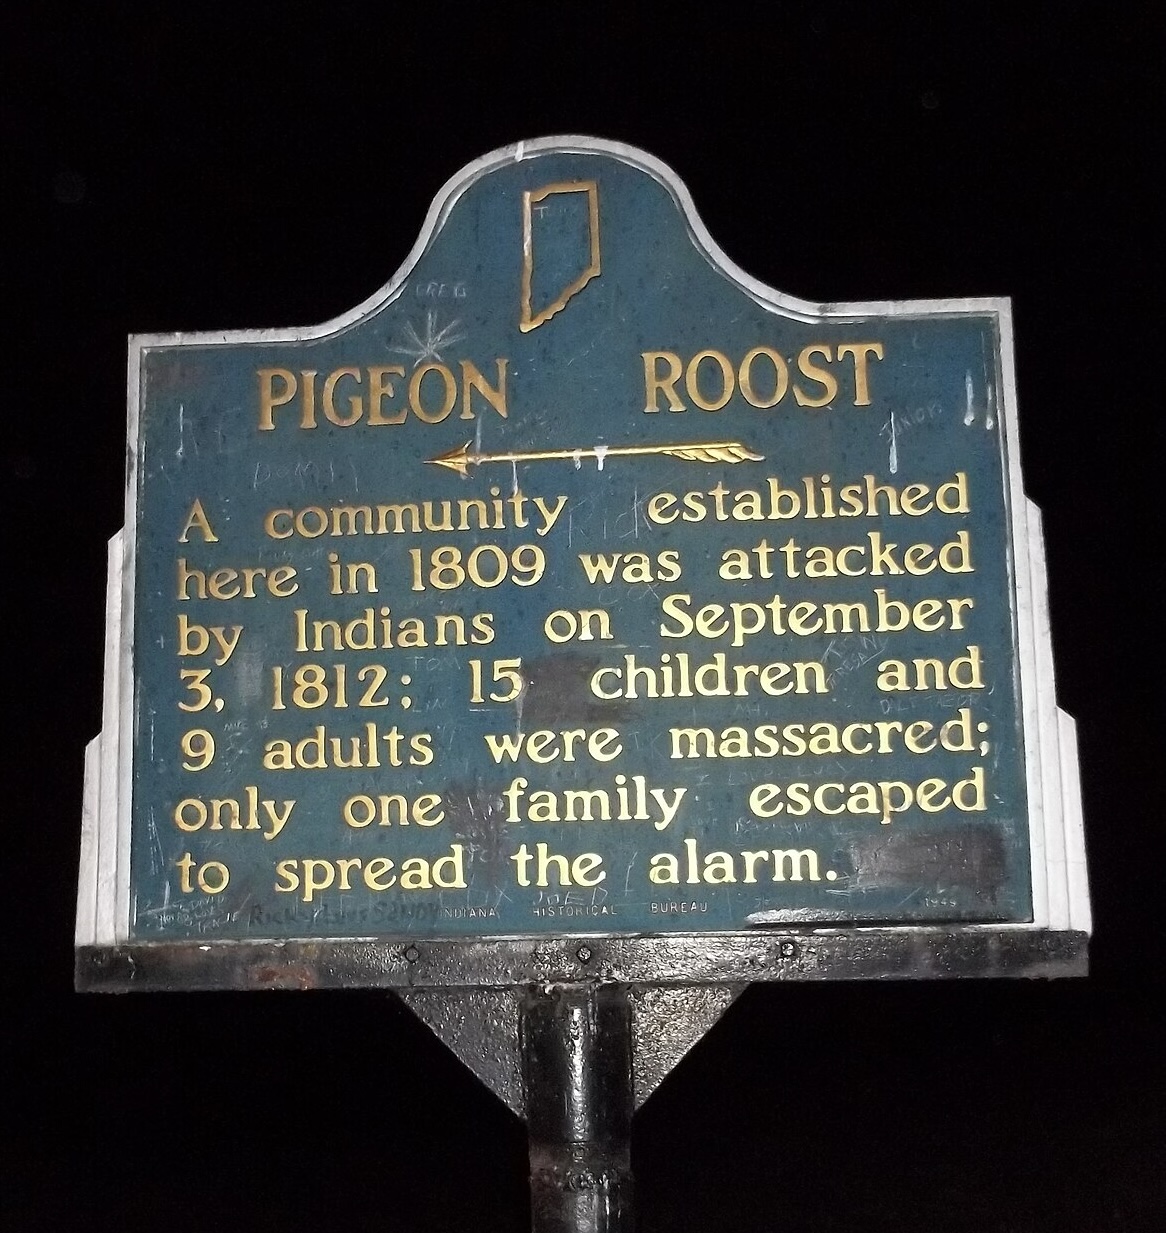 GREG
PIGEON ROOST
A community established
here in 1809 was attacked
by Indians on September
3, 1812; 15 children and
9 adults were massacred;
only one family escaped
to spread the alarm.
INDIANA HISTORICAL BUREAU